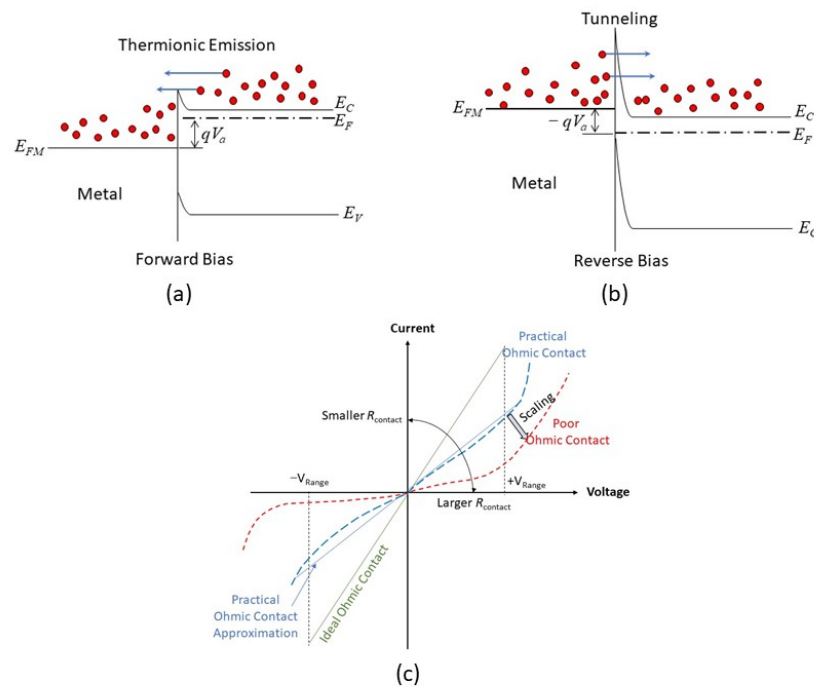 Thermionic Emission
E_C
E_F
qV_a
E_FM
Metal
E_V
Forward Bias
(a)
Tunneling
E_FM
− qV_a
E_C
E_F
Metal
E_C
Reverse Bias
(b)
Current
Practical
Ohmic Contact
Scaling
Smaller R_contact
Poor
Ohmic Contact
−V_Range
+V_Range
Voltage
Larger R_contact
Ideal Ohmic Contact
Practical
Ohmic Contact
Approximation
(c)